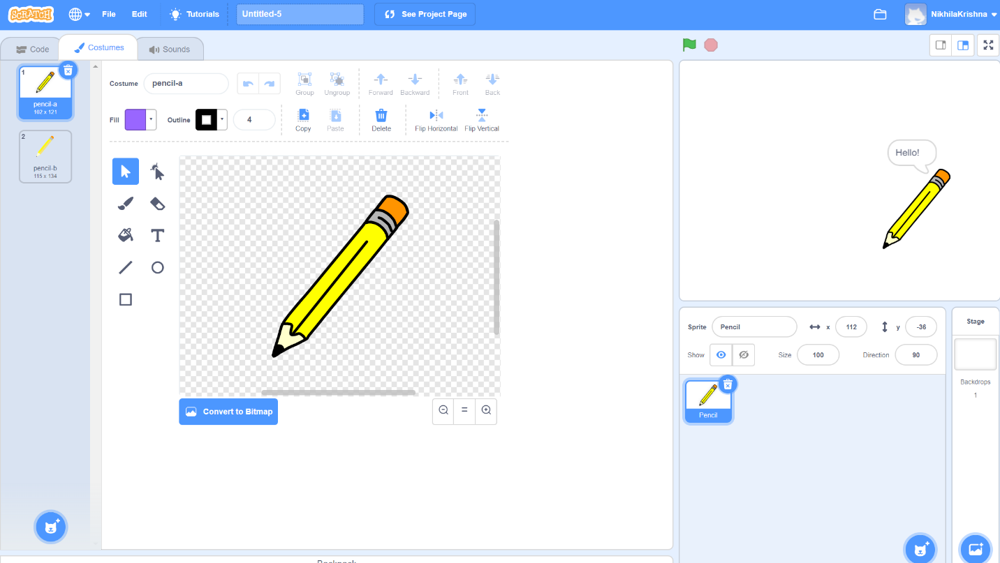 SCRATCH File Edit Tutorials Untitled-5 See Project Page NikhilaKrishna
Code Costumes Sounds
1
pencil-a
102 x 121
2
pencil-b
115 x 134
Costume pencil-a Group Ungroup Forward Backward Front Back
Fill Outline 4 Copy Paste Delete Flip Horizontal Flip Vertical
Convert to Bitmap
Hello!
Sprite Pencil x 112 y -36
Show Size 100 Direction 90
Pencil
Stage
Backdrops
1
Backpack